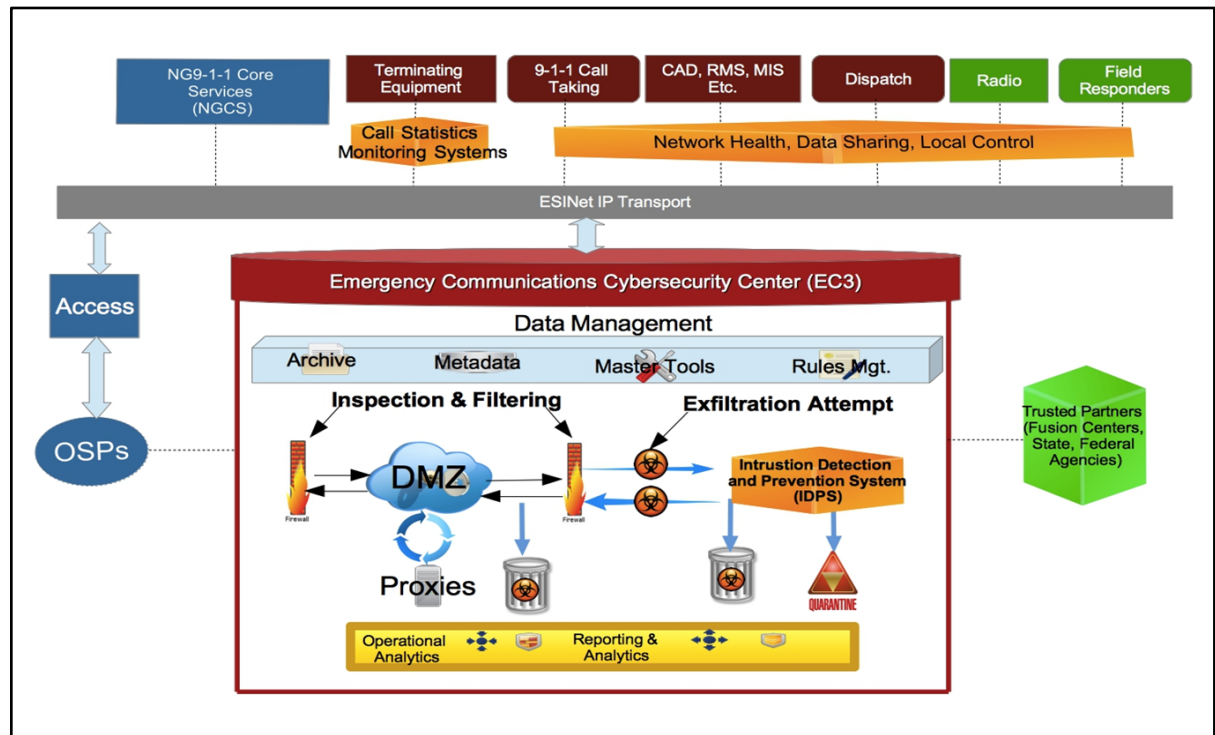 NG9-1-1 Core
Services
(NGCS)
Terminating
Equipment
9-1-1 Call
Taking
CAD, RMS, MIS
Etc.
Dispatch
Radio
Field
Responders
Call Statistics
Monitoring Systems
Network Health, Data Sharing, Local Control
ESINet IP Transport
Access
OSPs
Emergency Communications Cybersecurity Center (EC3)
Data Management
Archive
Metadata
Master Tools
Rules Mgt.
Inspection & Filtering
Exfiltration Attempt
Firewall
DMZ
Firewall
Intrustion Detection
and Prevention System
(IDPS)
Proxies
QUARANTINE
Operational
Analytics
Reporting &
Analytics
Trusted Partners
(Fusion Centers,
State, Federal
Agencies)